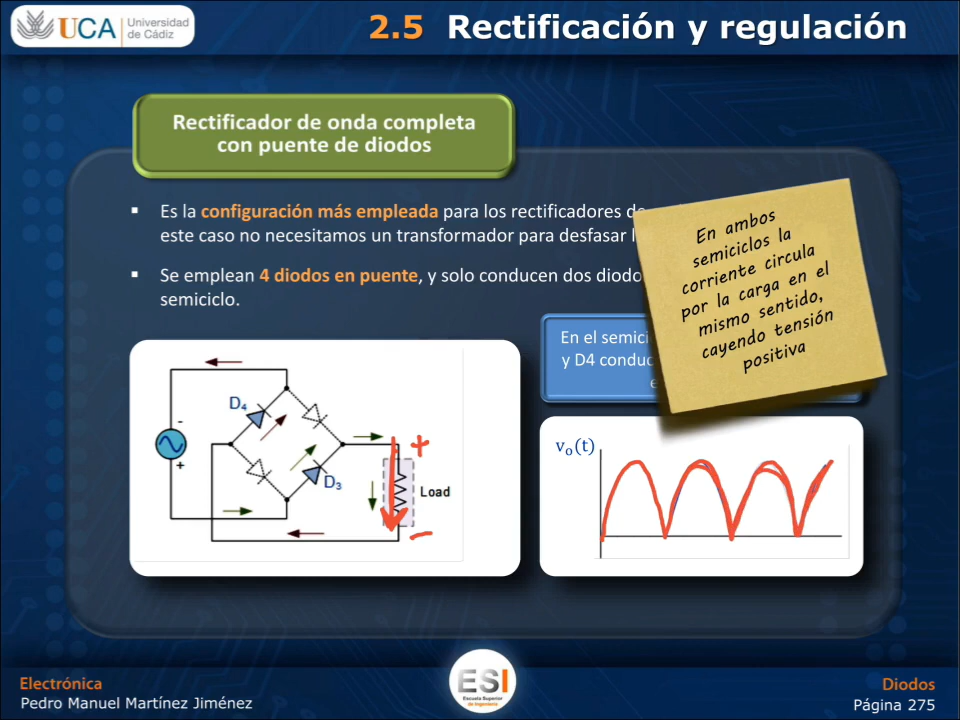 UCA
Universidad
de Cádiz
2.5 Rectificación y regulación
Rectificador de onda completa
con puente de diodos
▪ Es la configuración más empleada para los rectificadores
este caso no necesitamos un transformador para desfasar
▪ Se emplean 4 diodos en puente, y solo conducen dos
semiciclo.
En ambos
semiciclos la
corriente circula
por la carga en el
mismo sentido,
cayendo tensión
positiva
En el
y D4
D₄
D₃
-
+
+
-
Load
vₒ(t)
Electrónica
Pedro Manuel Martínez Jiménez
ESI
Escuela Superior
de Ingeniería
Diodos
Página 275